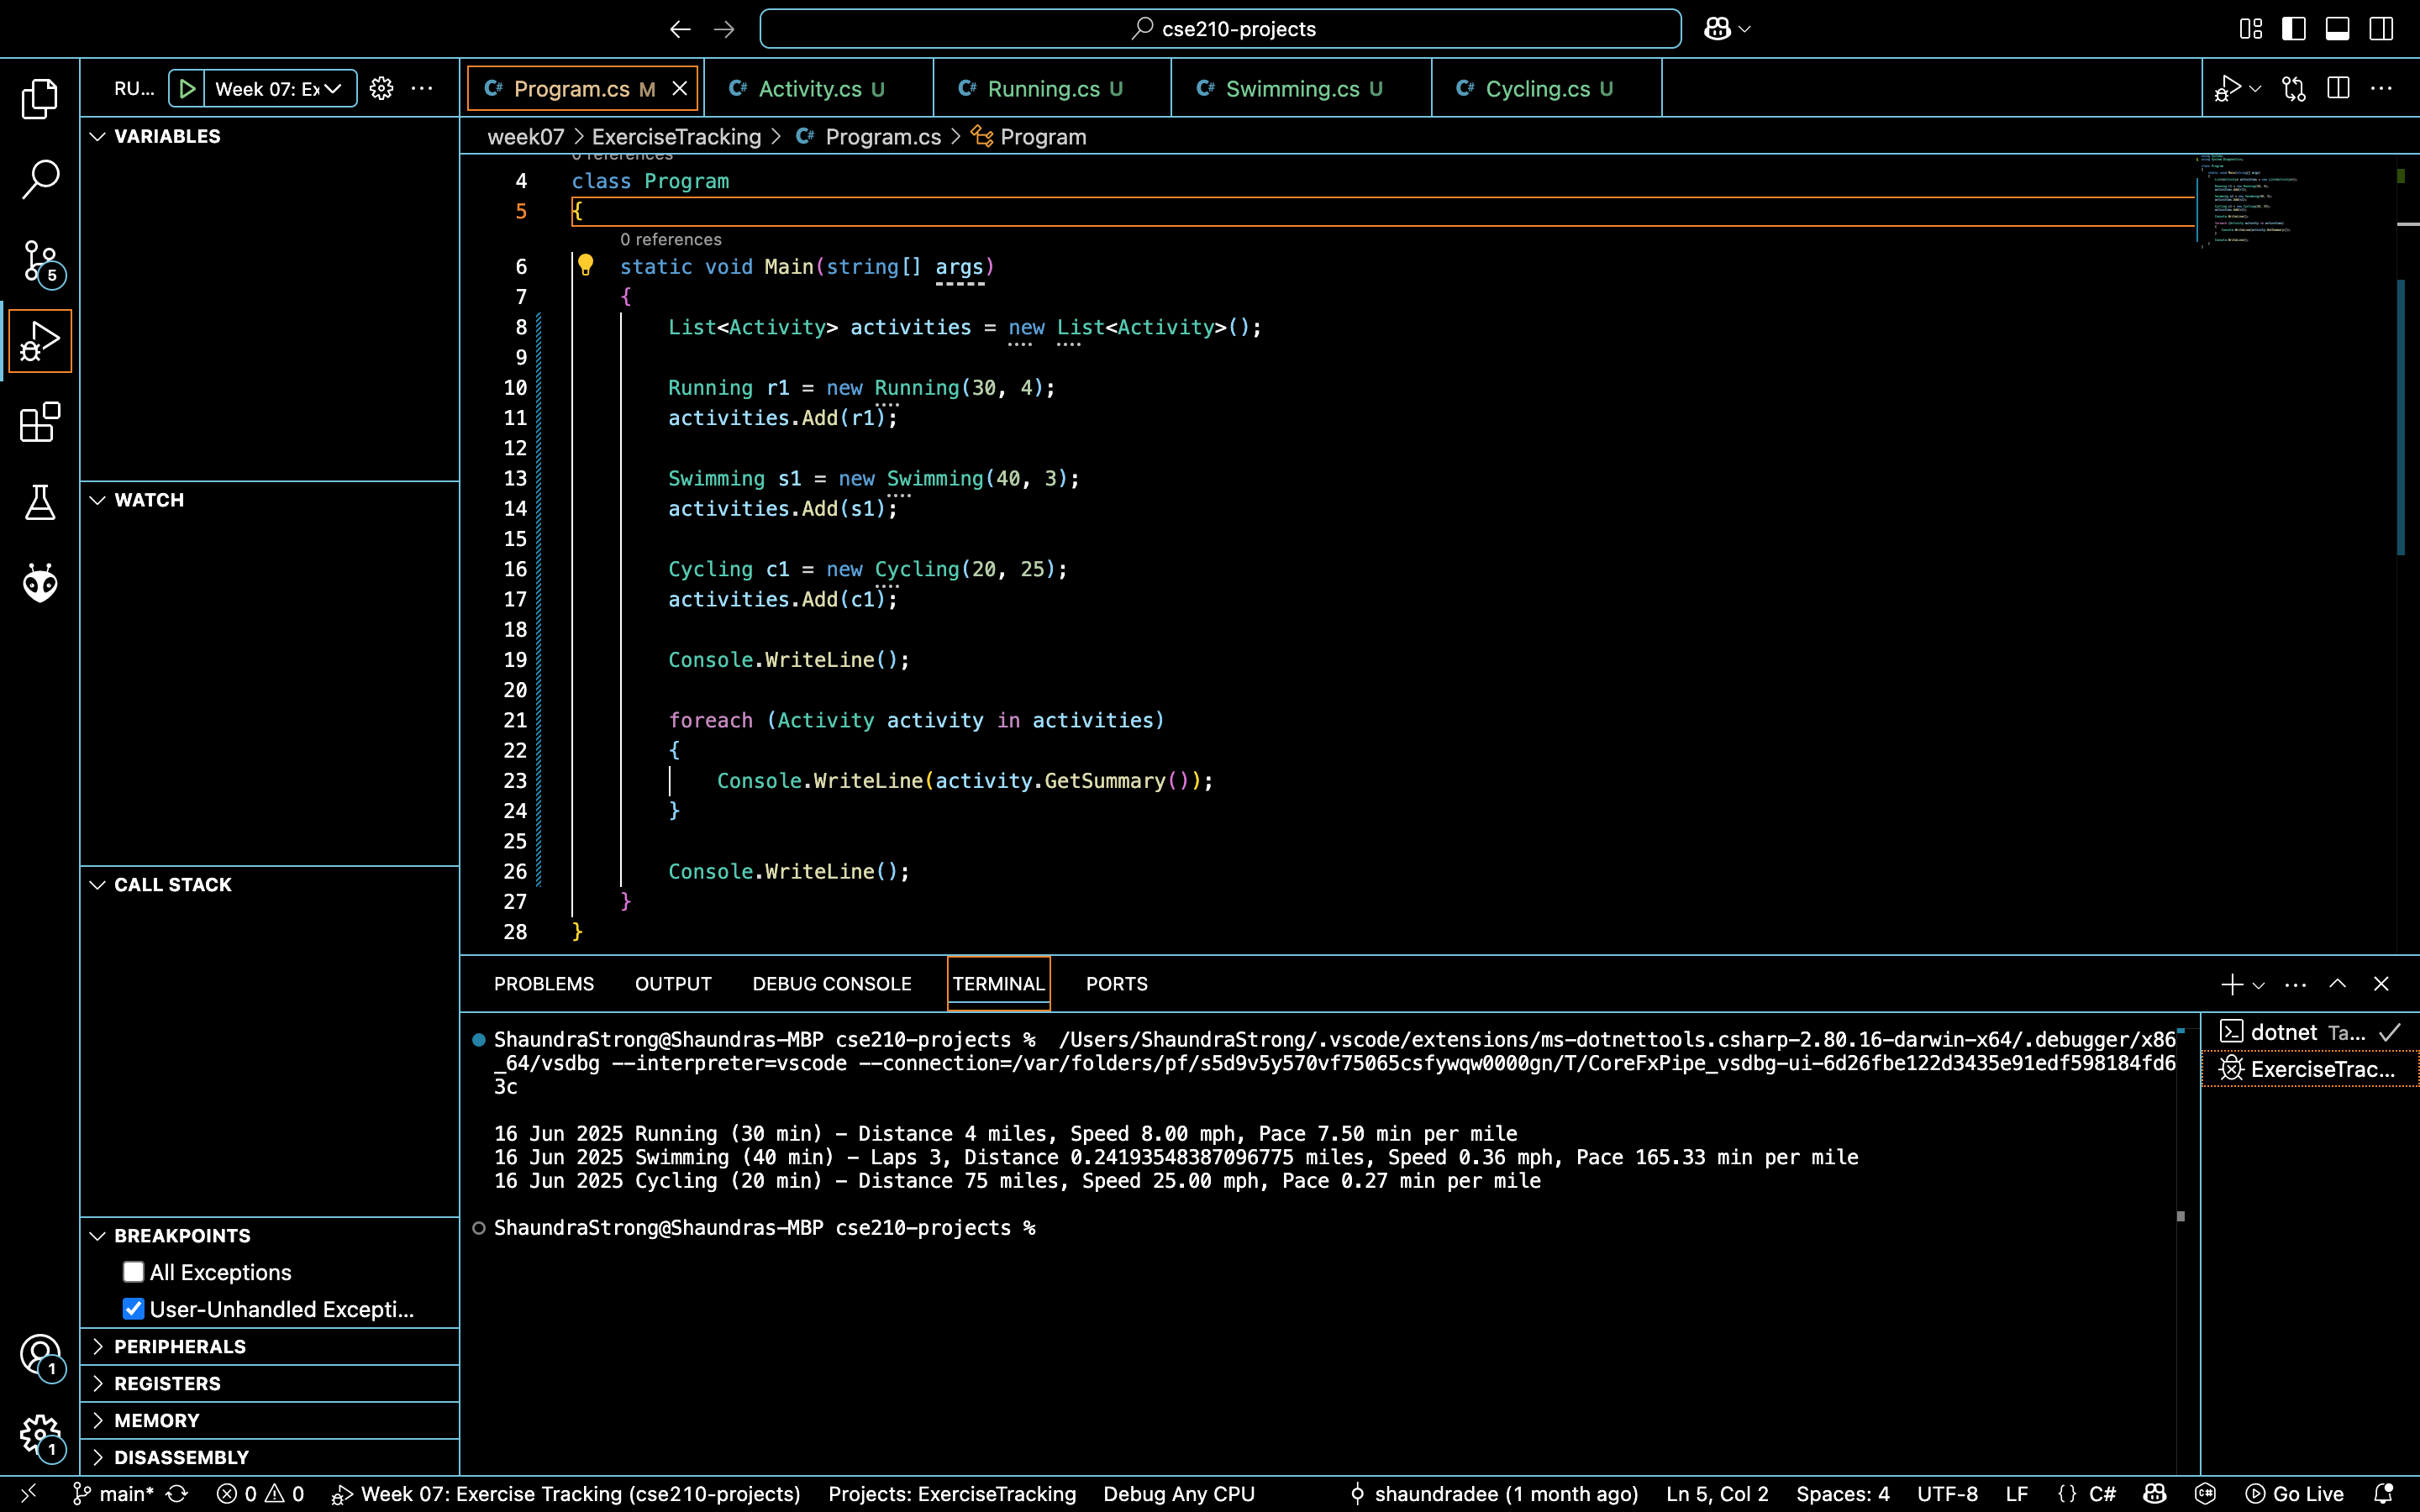 cse210-projects
RU... Week 07: Ex
Program.cs M Activity.cs U Running.cs U Swimming.cs U Cycling.cs U
VARIABLES
week07 > ExerciseTracking > C# Program.cs > Program
0 references
4 class Program
5 {
0 references
6 static void Main(string[] args)
7 {
8 List<Activity> activities = new List<Activity>();
9
10 Running r1 = new Running(30, 4);
11 activities.Add(r1);
12
13 Swimming s1 = new Swimming(40, 3);
14 activities.Add(s1);
15
16 Cycling c1 = new Cycling(20, 25);
17 activities.Add(c1);
18
19 Console.WriteLine();
20
21 foreach (Activity activity in activities)
22 {
23 Console.WriteLine(activity.GetSummary());
24 }
25
26 Console.WriteLine();
27 }
28 }
5
WATCH
CALL STACK
BREAKPOINTS
All Exceptions
User-Unhandled Excepti...
PERIPHERALS
REGISTERS
MEMORY
DISASSEMBLY
1
1
PROBLEMS OUTPUT DEBUG CONSOLE TERMINAL PORTS
ShaundraStrong@Shaundras-MBP cse210-projects % /Users/ShaundraStrong/.vscode/extensions/ms-dotnettools.csharp-2.80.16-darwin-x64/.debugger/x86
_64/vsdbg --interpreter=vscode --connection=/var/folders/pf/s5d9v5y570vf75065csfywqw0000gn/T/CoreFxPipe_vsdbg-ui-6d26fbe122d3435e91edf598184fd6
3c
16 Jun 2025 Running (30 min) - Distance 4 miles, Speed 8.00 mph, Pace 7.50 min per mile
16 Jun 2025 Swimming (40 min) - Laps 3, Distance 0.24193548387096775 miles, Speed 0.36 mph, Pace 165.33 min per mile
16 Jun 2025 Cycling (20 min) - Distance 75 miles, Speed 25.00 mph, Pace 0.27 min per mile
ShaundraStrong@Shaundras-MBP cse210-projects %
dotnet Ta...
ExerciseTrac...
main* 0 0 Week 07: Exercise Tracking (cse210-projects) Projects: ExerciseTracking Debug Any CPU shaundradee (1 month ago) Ln 5, Col 2 Spaces: 4 UTF-8 LF {} C# Go Live